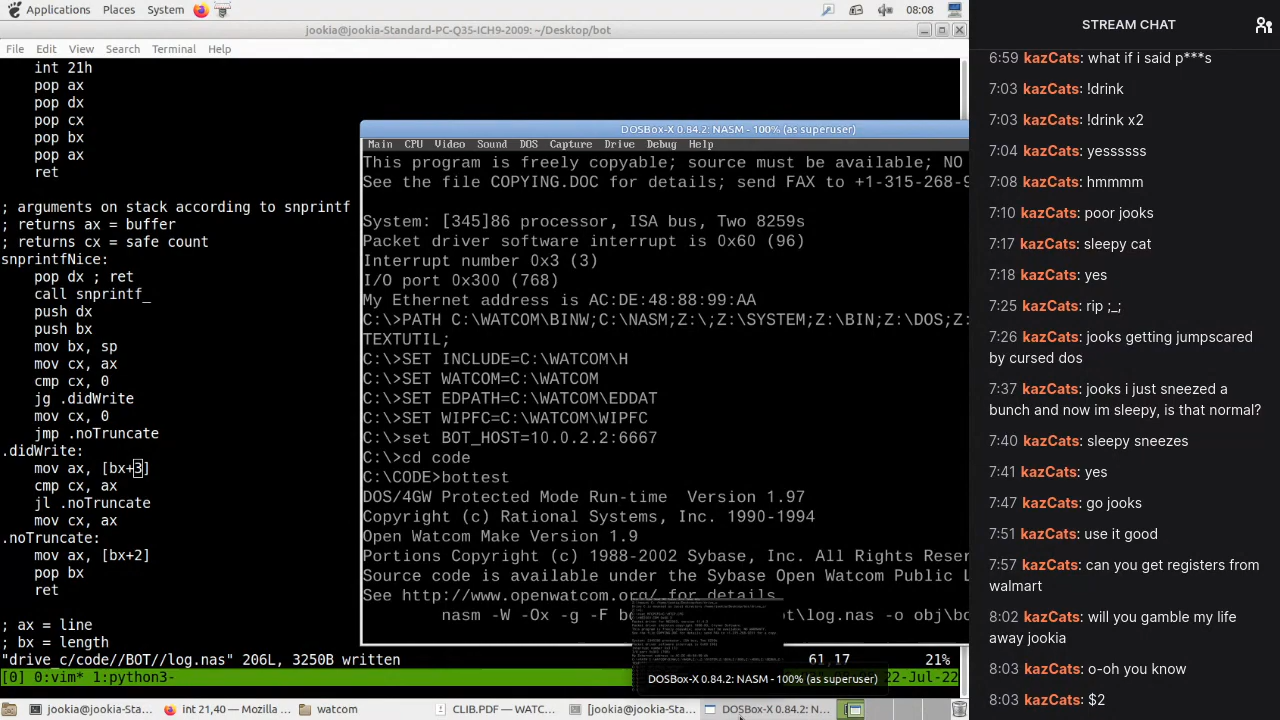 Applications Places System 08:08
jookia@jookia-Standard-PC-Q35-ICH9-2009: ~/Desktop/bot
File Edit View Search Terminal Help
int 21h
pop ax
pop dx
pop cx
pop bx
pop ax
ret
; arguments on stack according to snprintf
; returns ax = buffer
; returns cx = safe count
snprintfNice:
pop dx ; ret
call snprintf_
push dx
push bx
mov bx, sp
mov cx, ax
cmp cx, 0
jg .didWrite
mov cx, 0
jmp .noTruncate
.didWrite:
mov ax, [bx+3]
cmp cx, ax
jl .noTruncate
mov cx, ax
.noTruncate:
mov ax, [bx+2]
pop bx
ret
; ax = line
; bx = length
"drive_c/code//BOT//log.nas" 206L, 3250B written 61,17 21%
[0] 0:vim* 1:python3- 22-Jul-22
DOSBox-X 0.84.2: NASM - 100% (as superuser)
Main CPU Video Sound DOS Capture Drive Debug Help
This program is freely copyable; source must be available; NO
See the file COPYING.DOC for details; send FAX to +1-315-268-9
System: [345]86 processor, ISA bus, Two 8259s
Packet driver software interrupt is 0x60 (96)
Interrupt number 0x3 (3)
I/O port 0x300 (768)
My Ethernet address is AC:DE:48:88:99:AA
C:\>PATH C:\WATCOM\BINW;C:\NASM;Z:\;Z:\SYSTEM;Z:\BIN;Z:\DOS;Z:
TEXTUTIL;
C:\>SET INCLUDE=C:\WATCOM\H
C:\>SET WATCOM=C:\WATCOM
C:\>SET EDPATH=C:\WATCOM\EDDAT
C:\>SET WIPFC=C:\WATCOM\WIPFC
C:\>set BOT_HOST=10.0.2.2:6667
C:\>cd code
C:\CODE>bottest
DOS/4GW Protected Mode Run-time Version 1.97
Copyright (c) Rational Systems, Inc. 1990-1994
Open Watcom Make Version 1.9
Portions Copyright (c) 1988-2002 Sybase, Inc. All Rights Reser
Source code is available under the Sybase Open Watcom Public L
See http://www.openwatcom.org/ for details
nasm -W -Ox -g -F bo ot\log.nas -o obj\bo
DOSBox-X 0.84.2: NASM - 100% (as superuser)
jookia@jookia-Standa... int 21,40 - Mozilla Firef... watcom CLIB.PDF — WATC... [jookia@jookia-Sta... DOSBox-X 0.84.2: N...
STREAM CHAT
6:59 kazCats: what if i said p***s
7:03 kazCats: !drink
7:03 kazCats: !drink x2
7:04 kazCats: yessssss
7:08 kazCats: hmmmm
7:10 kazCats: poor jooks
7:17 kazCats: sleepy cat
7:18 kazCats: yes
7:25 kazCats: rip ;_;
7:26 kazCats: jooks getting jumpscared
by cursed dos
7:37 kazCats: jooks i just sneezed a
bunch and now im sleepy, is that normal?
7:40 kazCats: sleepy sneezes
7:41 kazCats: yes
7:47 kazCats: go jooks
7:51 kazCats: use it good
7:57 kazCats: can you get registers from
walmart
8:02 kazCats: will you gamble my life
away jookia
8:03 kazCats: o-oh you know
8:03 kazCats: $2